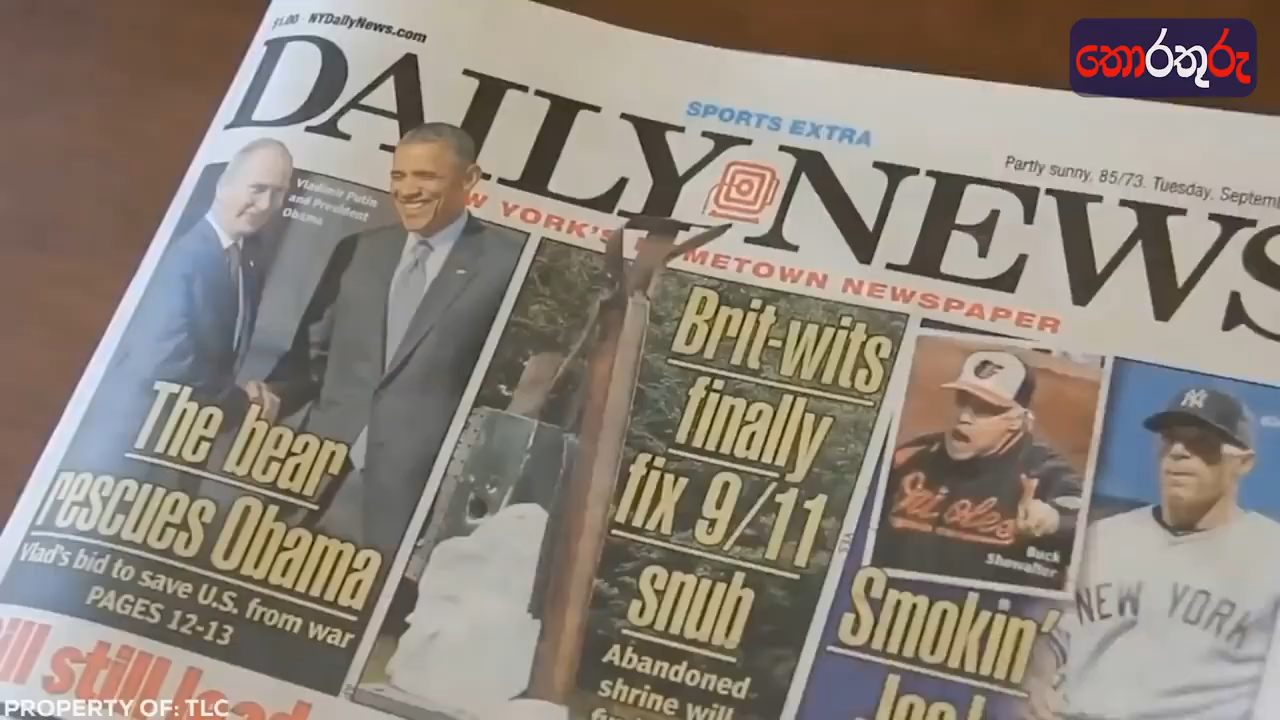 $1.00 · NYDailyNews.com
තොරතුරු
DAILY NEWS
SPORTS EXTRA
Partly sunny, 85/73. Tuesday,
NEW YORK'S HOMETOWN NEWSPAPER
Vladimir Putin
and President
Obama
The bear
rescues Obama
Vlad's bid to save U.S. from war
PAGES 12-13
Brit-wits
finally
fix 9/11
snub
Abandoned
shrine will
Buck
Showalter
Smokin'
NEW YORK
still
PROPERTY OF: TLC